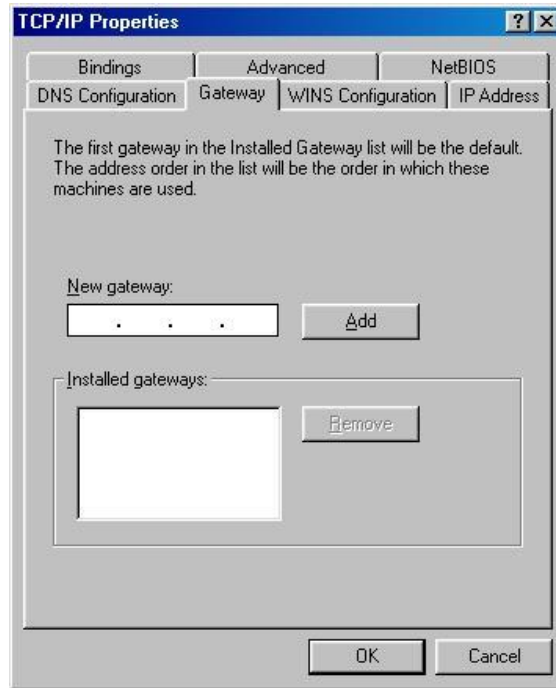 TCP/IP Properties
Bindings
Advanced
NetBIOS
DNS Configuration
Gateway
WINS Configuration
IP Address
The first gateway in the Installed Gateway list will be the default.
The address order in the list will be the order in which these
machines are used.
New gateway:
. . .
Add
Installed gateways:
Remove
OK
Cancel